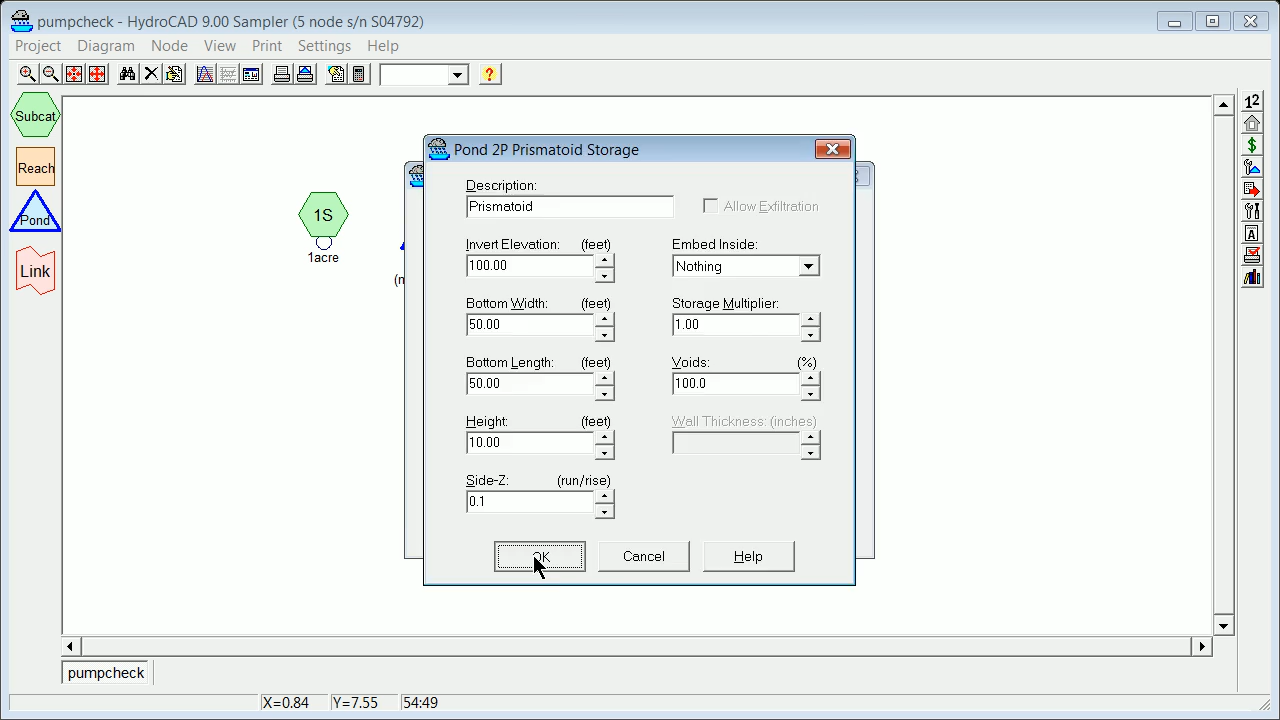 pumpcheck - HydroCAD 9.00 Sampler (5 node s/n S04792)
Project Diagram Node View Print Settings Help
Subcat
Reach
Pond
Link
1S
1acre
(n
12
Pond 2P Prismatoid Storage
Description:
Prismatoid
Allow Exfiltration
Invert Elevation: (feet)
100.00
Embed Inside:
Nothing
Bottom Width: (feet)
50.00
Storage Multiplier:
1.00
Bottom Length: (feet)
50.00
Voids: (%)
100.0
Height: (feet)
10.00
Wall Thickness: (inches)
Side-Z: (run/rise)
0.1
OK Cancel Help
pumpcheck
X=0.84 Y=7.55 54:49